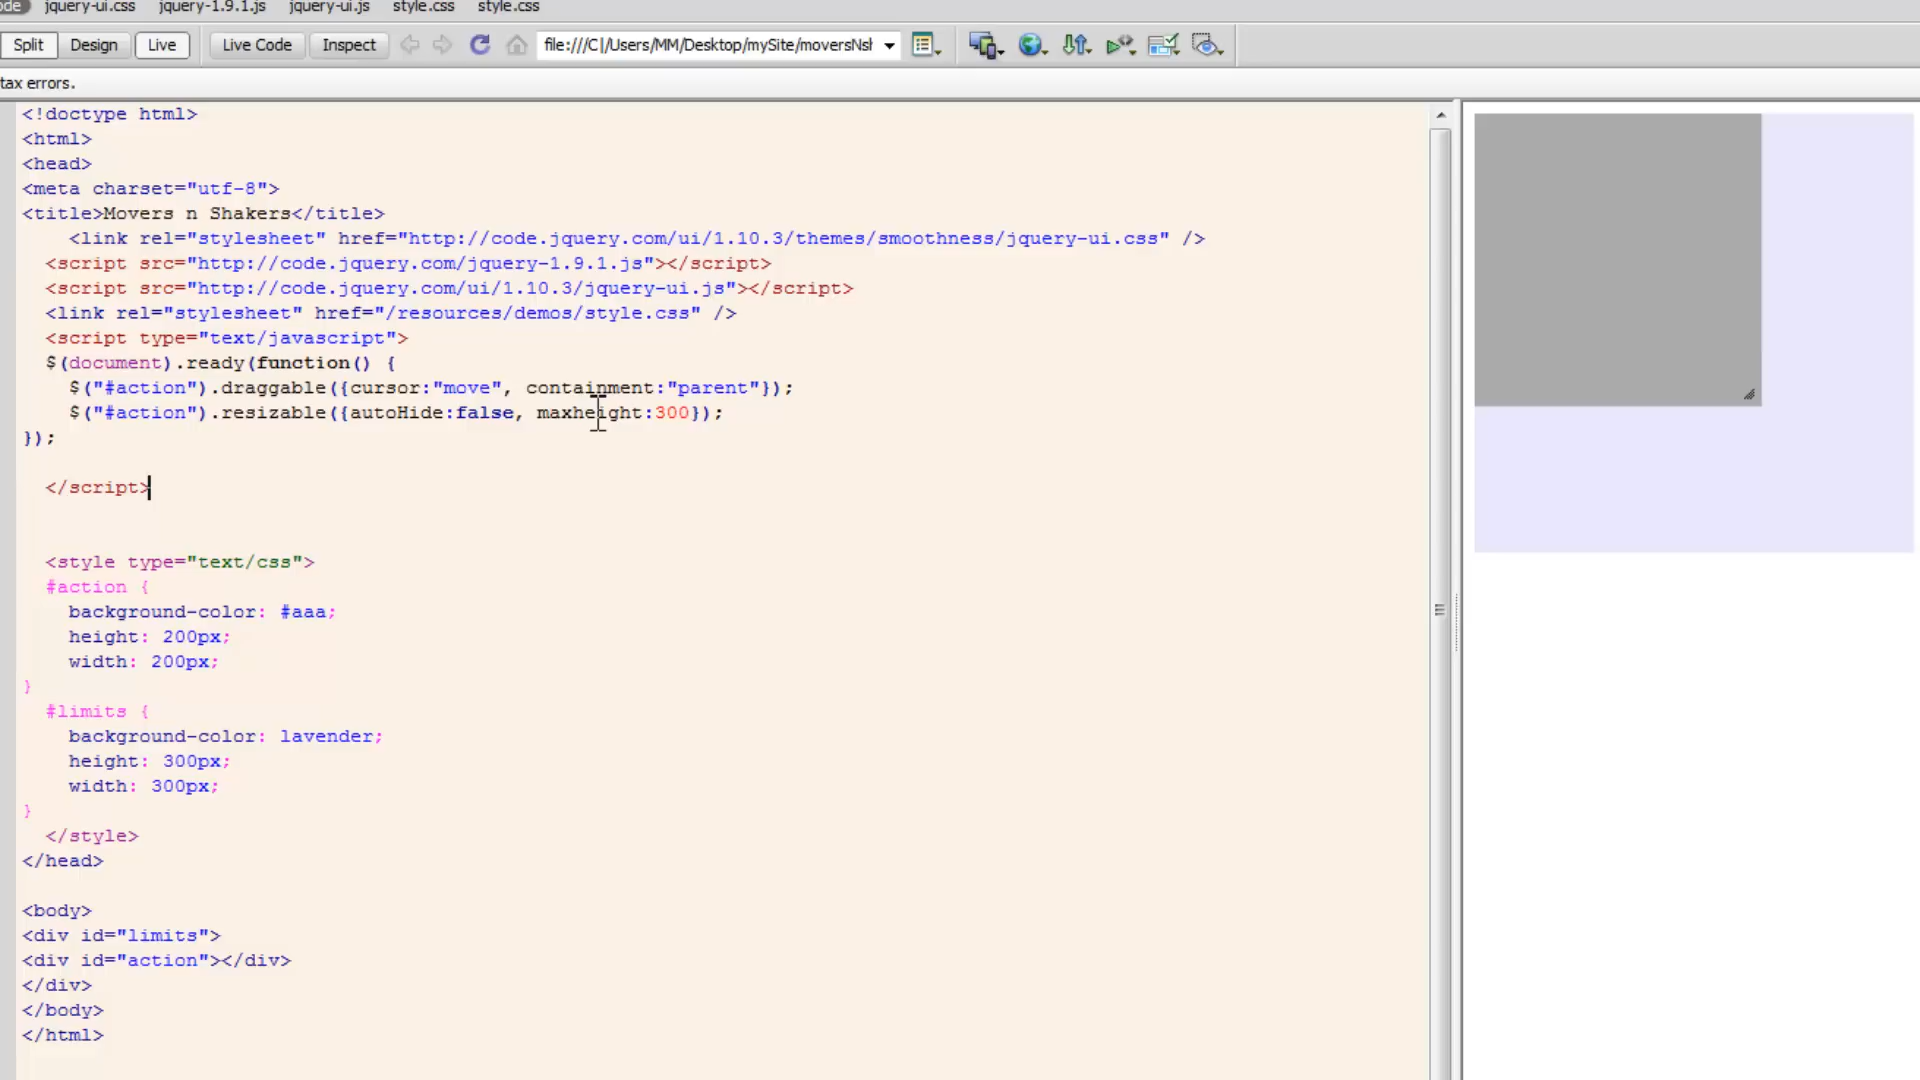 ode jquery-ui.css jquery-1.9.1.js jquery-ui.js style.css style.css
Split Design Live Live Code Inspect file:///C|/Users/MM/Desktop/mySite/moversNsh
tax errors.
<!doctype html>
<html>
<head>
<meta charset="utf-8">
<title>Movers n Shakers</title>
<link rel="stylesheet" href="http://code.jquery.com/ui/1.10.3/themes/smoothness/jquery-ui.css" />
<script src="http://code.jquery.com/jquery-1.9.1.js"></script>
<script src="http://code.jquery.com/ui/1.10.3/jquery-ui.js"></script>
<link rel="stylesheet" href="/resources/demos/style.css" />
<script type="text/javascript">
$(document).ready(function() {
$("#action").draggable({cursor:"move", containment:"parent"});
$("#action").resizable({autoHide:false, maxheight:300});
});
</script>
<style type="text/css">
#action {
background-color: #aaa;
height: 200px;
width: 200px;
}
#limits {
background-color: lavender;
height: 300px;
width: 300px;
}
</style>
</head>
<body>
<div id="limits">
<div id="action"></div>
</div>
</body>
</html>